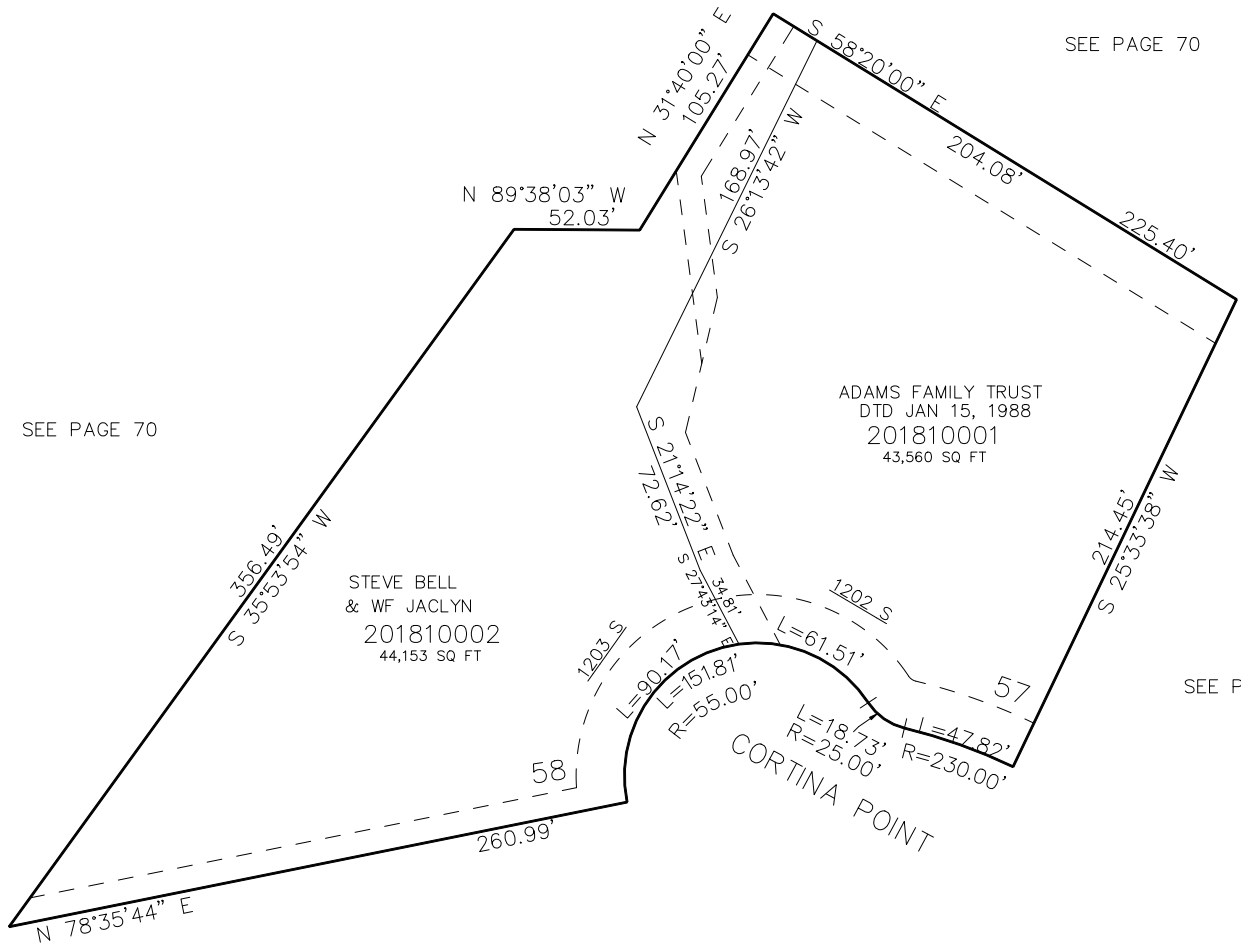 SEE PAGE 70
S 58°20'00" E
204.08'
225.40'
N 31°40'00" E
105.27'
N 89°38'03" W
52.03'
168.97'
S 26°13'42" W
SEE PAGE 70
ADAMS FAMILY TRUST
DTD JAN 15, 1988
201810001
43,560 SQ FT
S 21°14'22" E
72.62'
214.45'
S 25°33'38" W
356.49'
S 35°53'54" W
STEVE BELL
& WF JACLYN
201810002
44,153 SQ FT
S 27°43'14" E
34.81'
1202 S
1203 S
L=61.51'
L=90.17'
L=151.81'
R=55.00'
57
SEE P
L=18.73'
R=25.00'
L=47.82'
R=230.00'
CORTINA POINT
58
260.99'
N 78°35'44" E